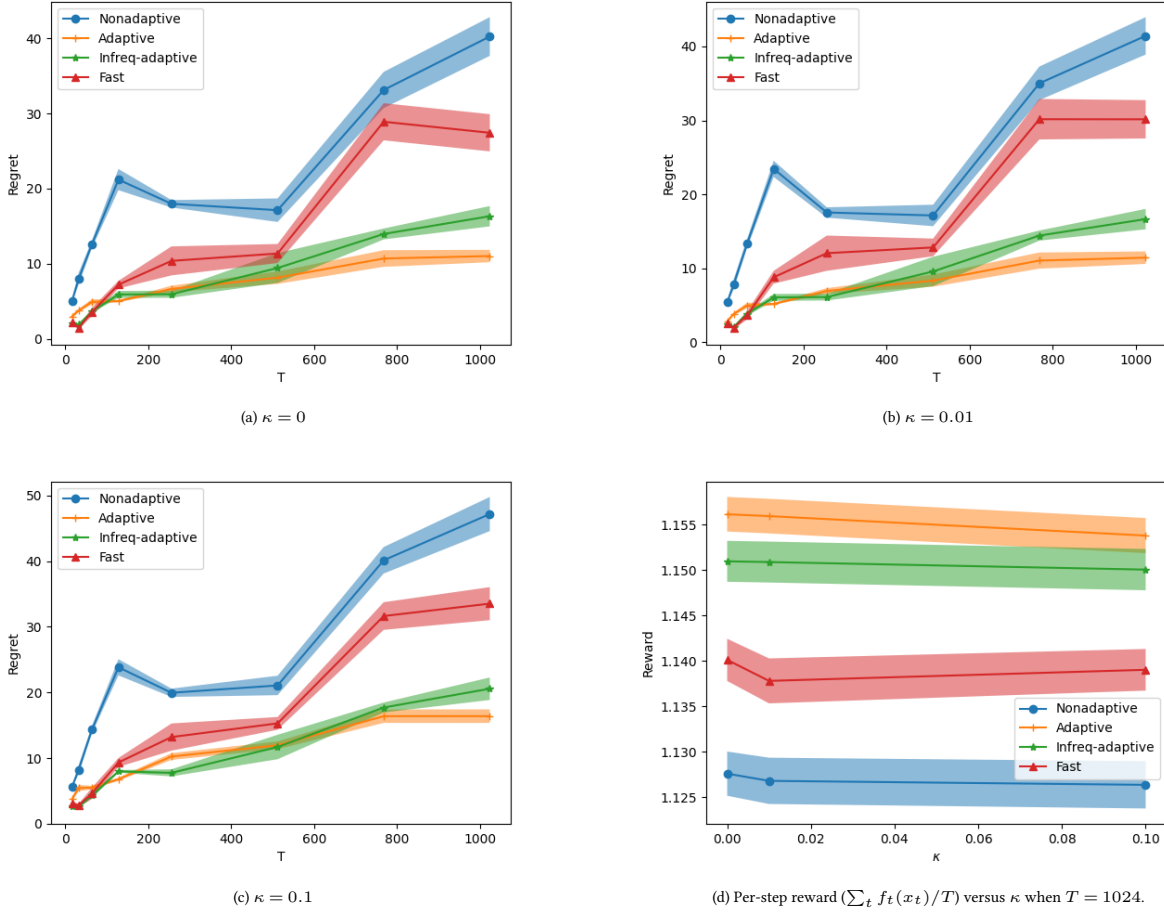 Nonadaptive
Adaptive
Infreq-adaptive
Fast
Regret
40
30
20
10
0
0 200 400 600 800 1000
T
(a) κ = 0
Nonadaptive
Adaptive
Infreq-adaptive
Fast
Regret
40
30
20
10
0
0 200 400 600 800 1000
T
(b) κ = 0.01
Nonadaptive
Adaptive
Infreq-adaptive
Fast
Regret
50
40
30
20
10
0
0 200 400 600 800 1000
T
(c) κ = 0.1
Reward
1.155
1.150
1.145
1.140
1.135
1.130
1.125
Nonadaptive
Adaptive
Infreq-adaptive
Fast
0.00 0.02 0.04 0.06 0.08 0.10
κ
(d) Per-step reward (∑_t f_t(x_t)/T) versus κ when T = 1024.